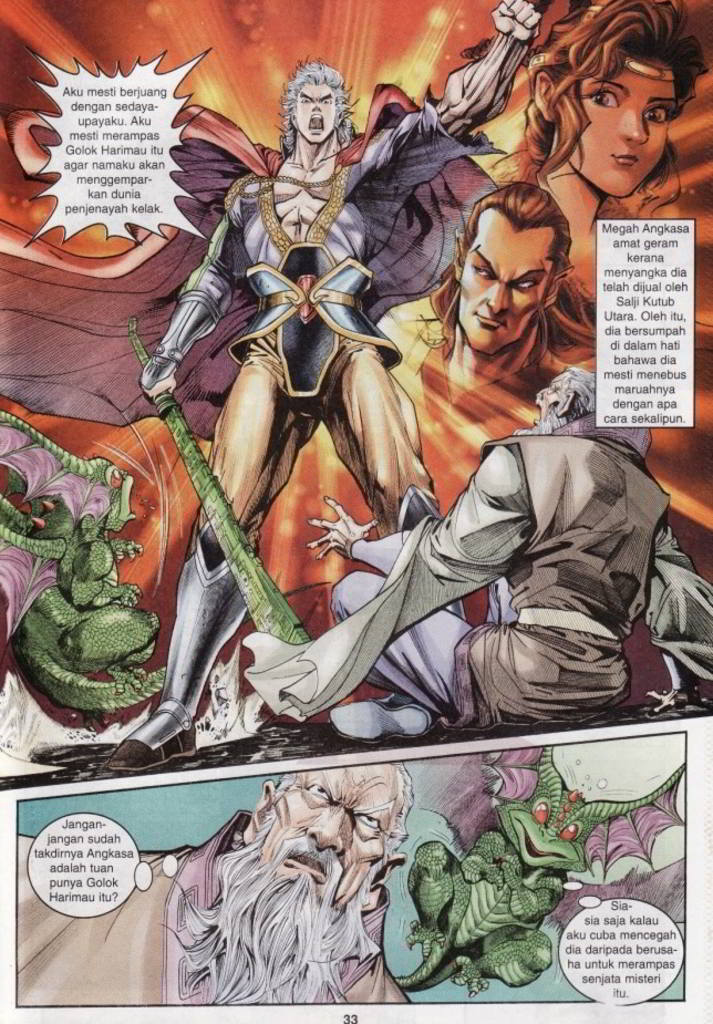 Aku mesti berjuang
dengan sedaya-
upayaku. Aku
mesti merampas
Golok Harimau itu
agar namaku akan
menggempar-
kan dunia
penjenayah kelak.
Megah Angkasa
amat geram
kerana
menyangka dia
telah dijual oleh
Salji Kutub
Utara. Oleh itu,
dia bersumpah
di dalam hati
bahawa dia
mesti menebus
maruahnya
dengan apa
cara sekalipun.
Jangan-
jangan sudah
takdirnya Angkasa
adalah tuan
punya Golok
Harimau itu?
Sia-
sia saja kalau
aku cuba mencegah
dia daripada berusa-
ha untuk merampas
senjata misteri
itu.
33